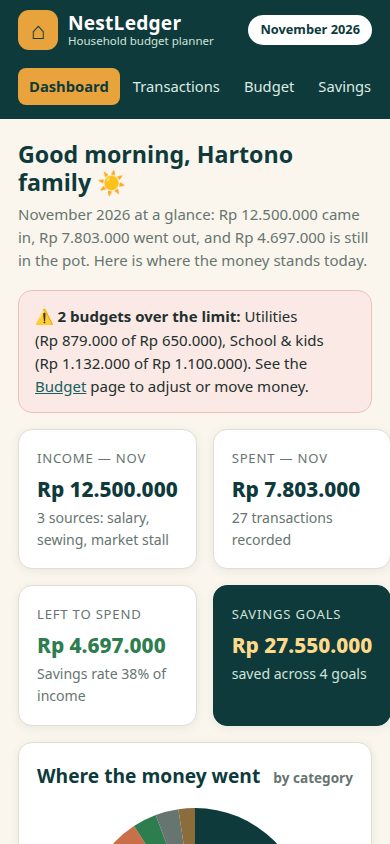 NestLedger
Household budget planner
November 2026
Dashboard Transactions Budget Savings
Good morning, Hartono
family ☀️
November 2026 at a glance: Rp 12.500.000 came
in, Rp 7.803.000 went out, and Rp 4.697.000 is still
in the pot. Here is where the money stands today.
⚠️ 2 budgets over the limit: Utilities
(Rp 879.000 of Rp 650.000), School & kids
(Rp 1.132.000 of Rp 1.100.000). See the
Budget page to adjust or move money.
INCOME — NOV
Rp 12.500.000
3 sources: salary,
sewing, market stall
SPENT — NOV
Rp 7.803.000
27 transactions
recorded
LEFT TO SPEND
Rp 4.697.000
Savings rate 38% of
income
SAVINGS GOALS
Rp 27.550.000
saved across 4 goals
Where the money went by category